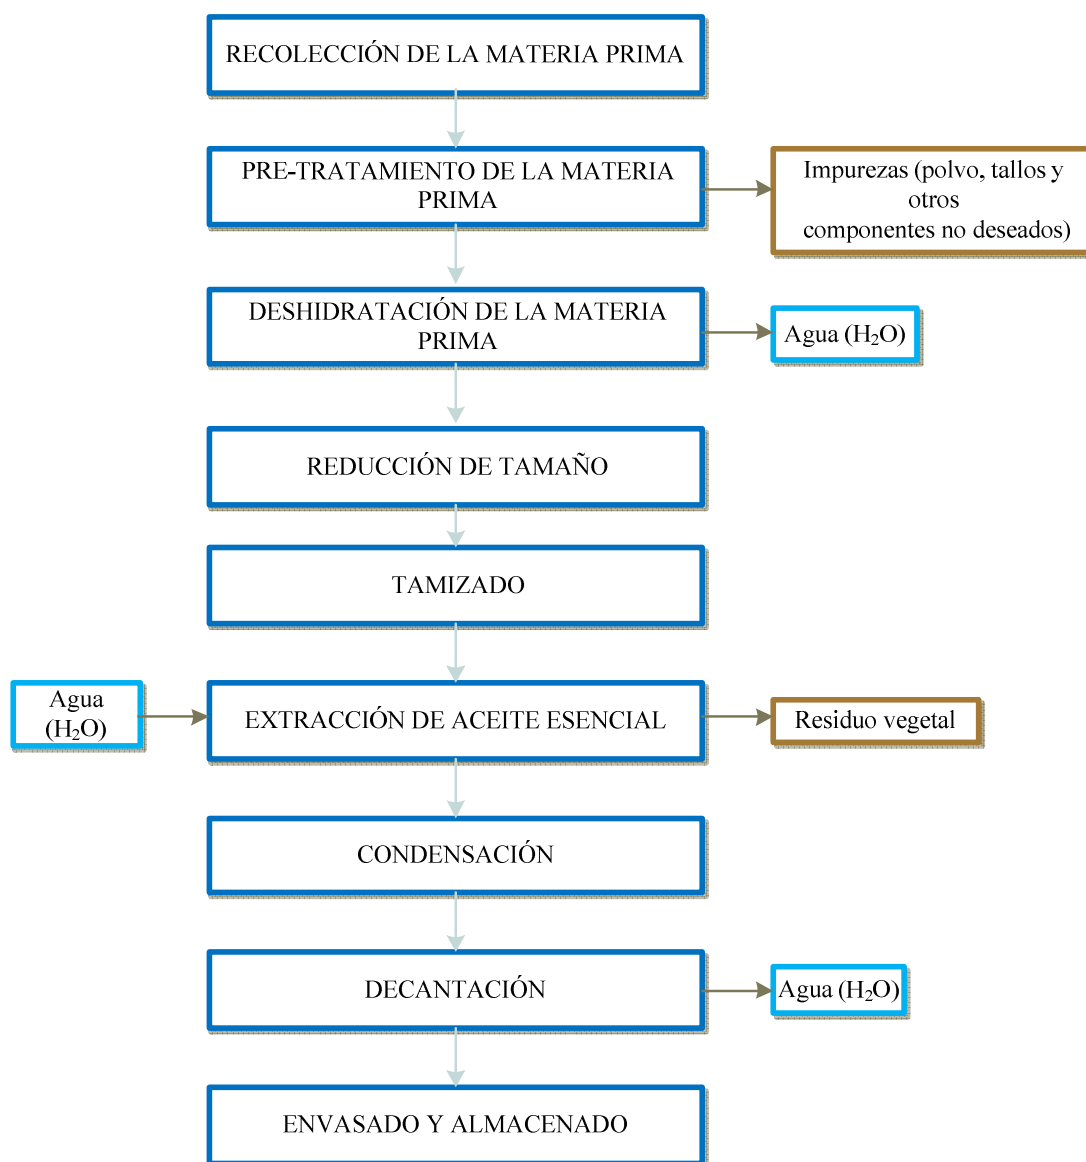 RECOLECCIÓN DE LA MATERIA PRIMA
PRE-TRATAMIENTO DE LA MATERIA
PRIMA
Impurezas (polvo, tallos y
otros
componentes no deseados)
DESHIDRATACIÓN DE LA MATERIA
PRIMA
Agua (H₂O)
REDUCCIÓN DE TAMAÑO
TAMIZADO
Agua
(H₂O)
EXTRACCIÓN DE ACEITE ESENCIAL
Residuo vegetal
CONDENSACIÓN
DECANTACIÓN
Agua (H₂O)
ENVASADO Y ALMACENADO